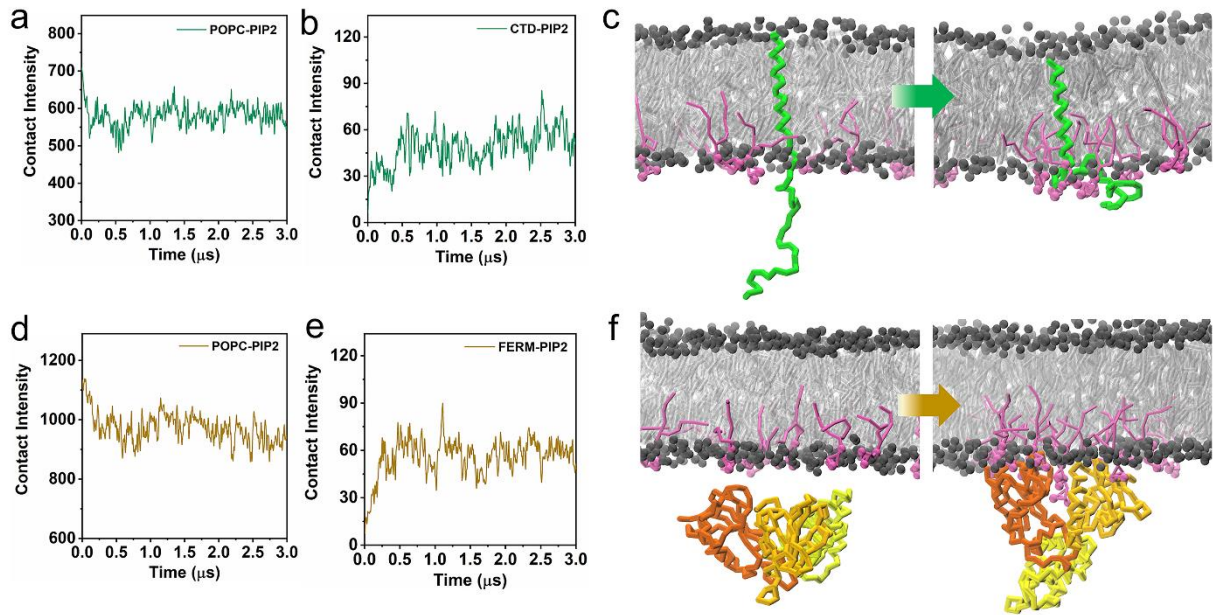 a
POPC-PIP2
800
700
600
500
400
300
Contact Intensity
0.0 0.5 1.0 1.5 2.0 2.5 3.0
Time (μs)
b
CTD-PIP2
120
90
60
30
0
Contact Intensity
0.0 0.5 1.0 1.5 2.0 2.5 3.0
Time (μs)
c
d
POPC-PIP2
1200
1000
800
600
Contact Intensity
0.0 0.5 1.0 1.5 2.0 2.5 3.0
Time (μs)
e
FERM-PIP2
120
90
60
30
0
Contact Intensity
0.0 0.5 1.0 1.5 2.0 2.5 3.0
Time (μs)
f